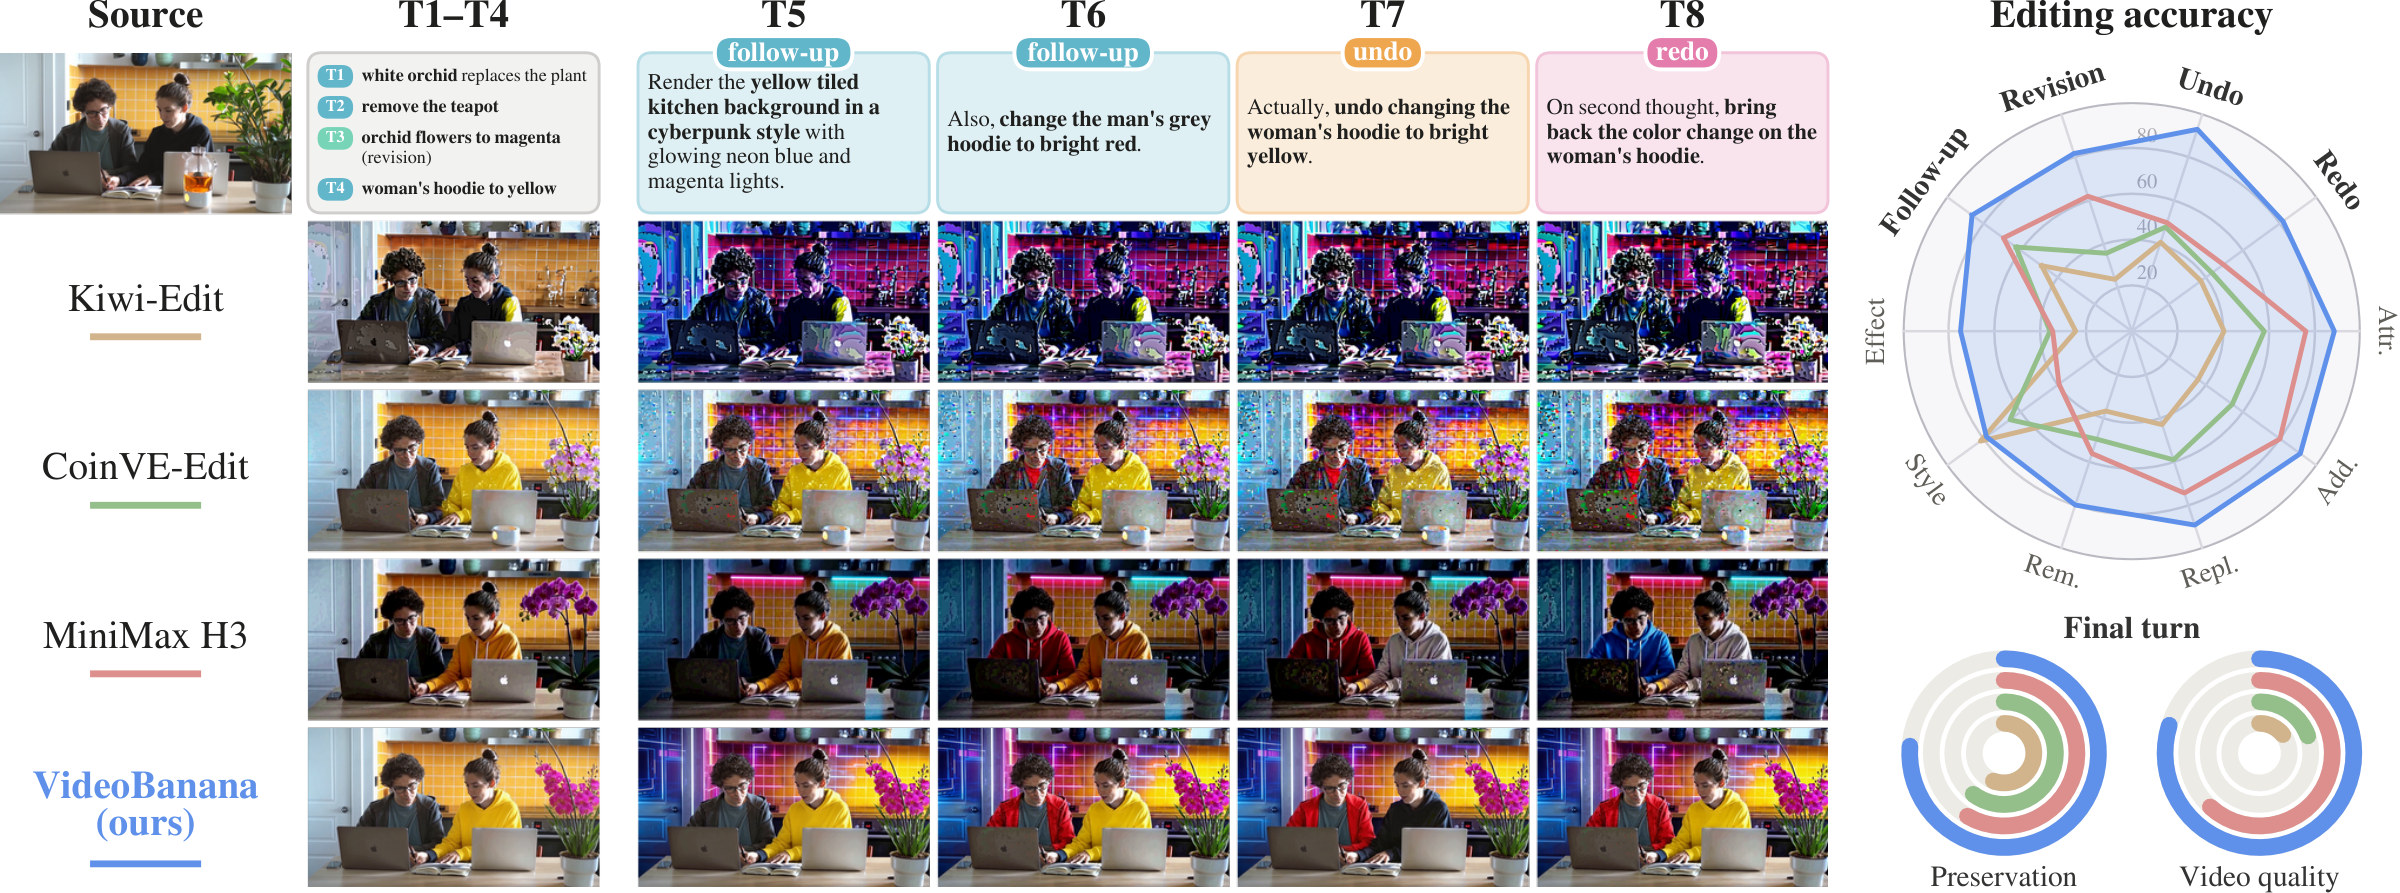 Source
T1–T4
T5
T6
T7
T8
Editing accuracy
T1 white orchid replaces the plant
T2 remove the teapot
T3 orchid flowers to magenta
(revision)
T4 woman's hoodie to yellow
follow-up
Render the yellow tiled
kitchen background in a
cyberpunk style with
glowing neon blue and
magenta lights.
follow-up
Also, change the man's grey
hoodie to bright red.
undo
Actually, undo changing the
woman's hoodie to bright
yellow.
redo
On second thought, bring
back the color change on the
woman's hoodie.
Kiwi-Edit
CoinVE-Edit
MiniMax H3
VideoBanana
(ours)
Revision
Undo
Follow-up
Redo
Effect
Attr.
Style
Add.
Rem.
Repl.
80
60
40
20
Final turn
Preservation
Video quality